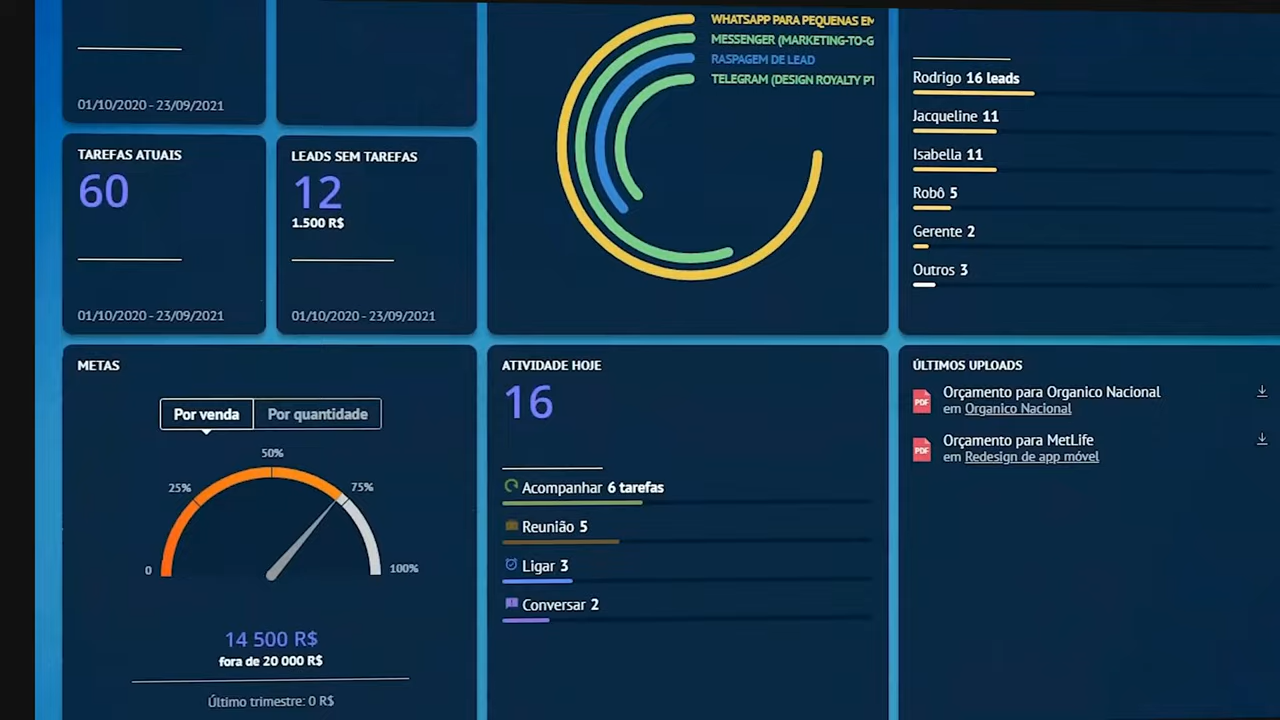 01/10/2020 - 23/09/2021
TAREFAS ATUAIS
60
01/10/2020 - 23/09/2021
LEADS SEM TAREFAS
12
1.500 R$
01/10/2020 - 23/09/2021
WHATSAPP PARA PEQUENAS EM
MESSENGER (MARKETING-TO-G
RASPAGEM DE LEAD
TELEGRAM (DESIGN ROYALTY PT
Rodrigo 16 leads
Jacqueline 11
Isabella 11
Robô 5
Gerente 2
Outros 3
METAS
Por venda Por quantidade
50%
25% 75%
0 100%
14 500 R$
fora de 20 000 R$
Último trimestre: 0 R$
ATIVIDADE HOJE
16
Acompanhar 6 tarefas
Reunião 5
Ligar 3
Conversar 2
ÚLTIMOS UPLOADS
PDF
Orçamento para Organico Nacional
em Organico Nacional
PDF
Orçamento para MetLife
em Redesign de app móvel